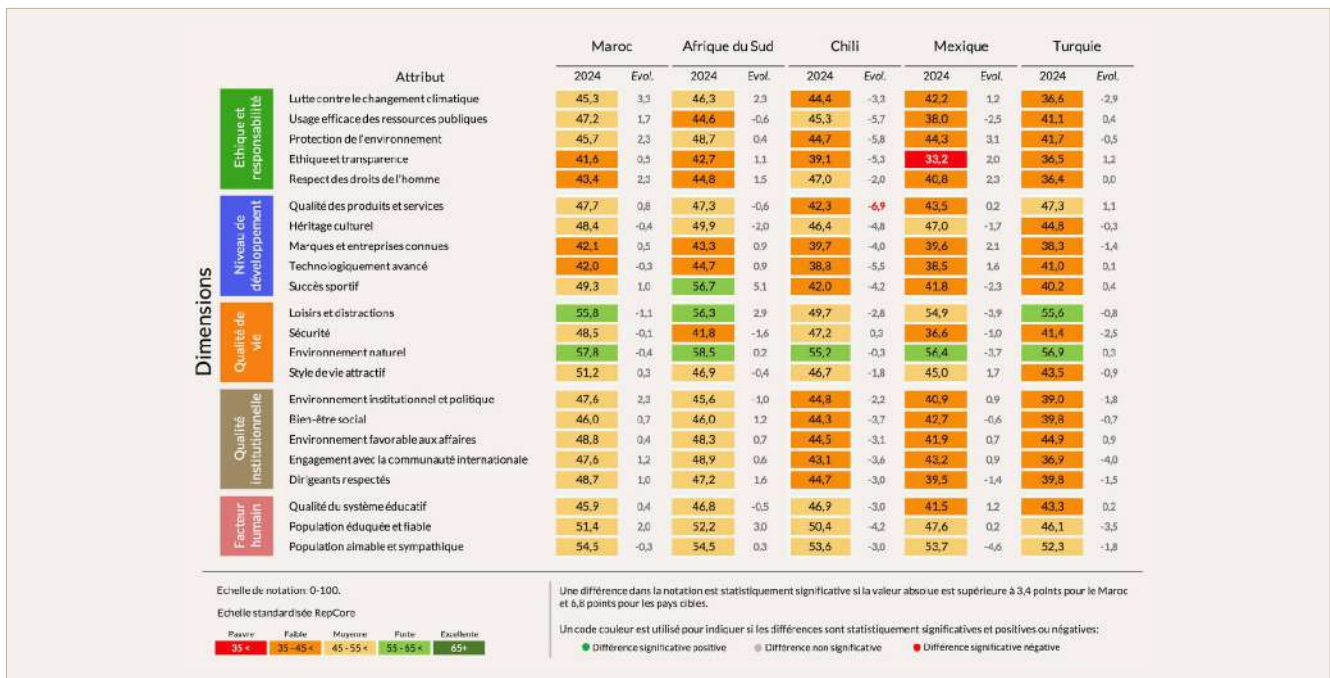 Maroc Afrique du Sud Chili Mexique Turquie
Attribut 2024 Evol. 2024 Evol. 2024 Evol. 2024 Evol. 2024 Evol.
Dimensions
Ethique et responsabilité
Lutte contre le changement climatique 45,3 3,3 46,3 2,3 44,4 -3,3 42,2 1,2 36,6 -2,9
Usage efficace des ressources publiques 47,2 1,7 44,6 -0,6 45,3 -5,7 38,0 -2,5 41,1 0,4
Protection de l'environnement 45,7 2,3 48,7 0,4 44,7 -5,8 44,3 3,1 41,7 -0,5
Ethique et transparence 41,6 0,5 42,7 1,1 39,1 -5,3 33,2 2,0 36,5 1,2
Respect des droits de l'homme 43,4 2,3 44,8 1,5 47,0 -2,0 40,8 2,3 36,4 0,0
Niveau de développement
Qualité des produits et services 47,7 0,8 47,3 -0,6 42,3 -6,9 43,5 0,2 47,3 1,1
Héritage culturel 48,4 -0,4 49,9 -2,0 46,4 -4,8 47,0 -1,7 44,8 -0,3
Marques et entreprises connues 42,1 0,5 43,3 0,9 39,7 -4,0 39,6 2,1 38,3 -1,4
Technologiquement avancé 42,0 -0,3 44,7 0,9 38,8 -5,5 38,5 1,6 41,0 0,1
Succès sportif 49,3 1,0 56,7 5,1 42,0 -4,2 41,8 -2,3 40,2 0,4
Qualité de vie
Loisirs et distractions 55,8 -1,1 56,3 2,9 49,7 -2,8 54,9 -3,9 55,6 -0,8
Sécurité 48,5 -0,1 41,8 -1,6 47,2 0,3 36,6 -1,0 41,4 -2,5
Environnement naturel 57,8 -0,4 58,5 0,2 55,2 -0,3 56,4 -3,7 56,9 0,3
Style de vie attractif 51,2 0,3 46,9 -0,4 46,7 -1,8 45,0 1,7 43,5 -0,9
Qualité institutionnelle
Environnement institutionnel et politique 47,6 2,3 45,6 -1,0 44,8 -2,2 40,9 0,9 39,0 -1,8
Bien-être social 46,0 0,7 46,0 1,2 44,3 -3,7 42,7 -0,6 39,8 -0,7
Environnement favorable aux affaires 48,8 0,4 48,3 0,7 44,5 -3,1 41,9 0,7 44,9 0,9
Engagement avec la communauté internationale 47,6 1,2 48,9 0,6 43,1 -3,6 43,2 0,9 36,9 -4,0
Dirigeants respectés 48,7 1,0 47,2 1,6 44,7 -3,0 39,5 -1,4 39,8 -1,5
Facteur humain
Qualité du système éducatif 45,9 0,4 46,8 -0,5 46,9 -3,0 41,5 1,2 43,3 0,2
Population éduquée et fiable 51,4 2,0 52,2 3,0 50,4 -4,2 47,6 0,2 46,1 -3,5
Population aimable et sympathique 54,5 -0,3 54,5 0,3 53,6 -3,0 53,7 -4,6 52,3 -1,8
Echelle de notation: 0-100.
Echelle standardisée RepCore
Pauvre Faible Moyenne Forte Excellente
35 < 35 -45 < 45 - 55 < 55 - 65 < 65+
Une différence dans la notation est statistiquement significative si la valeur absolue est supérieure à 3,4 points pour le Maroc
et 6,8 points pour les pays cibles.
Un code couleur est utilisé pour indiquer si les différences sont statistiquement significatives et positives ou négatives:
Différence significative positive Différence non significative Différence significative négative